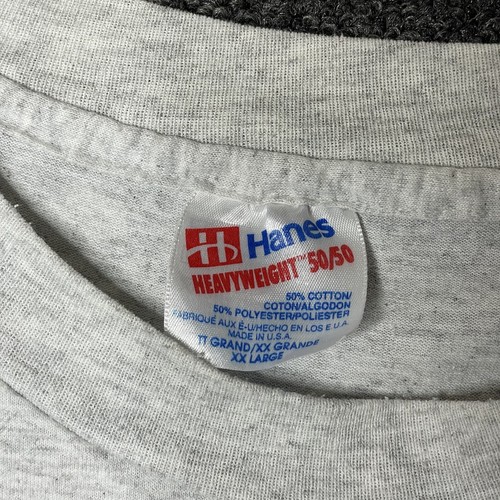 H Hanes
HEAVYWEIGHT™ 50/50
50% COTTON/
COTON/ALGODON
50% POLYESTER/POLIESTER
FABRIQUÉ AUX É-U/HECHO EN LOS E.U.A.
MADE IN U.S.A.
TT GRAND/XX GRANDE
XX LARGE